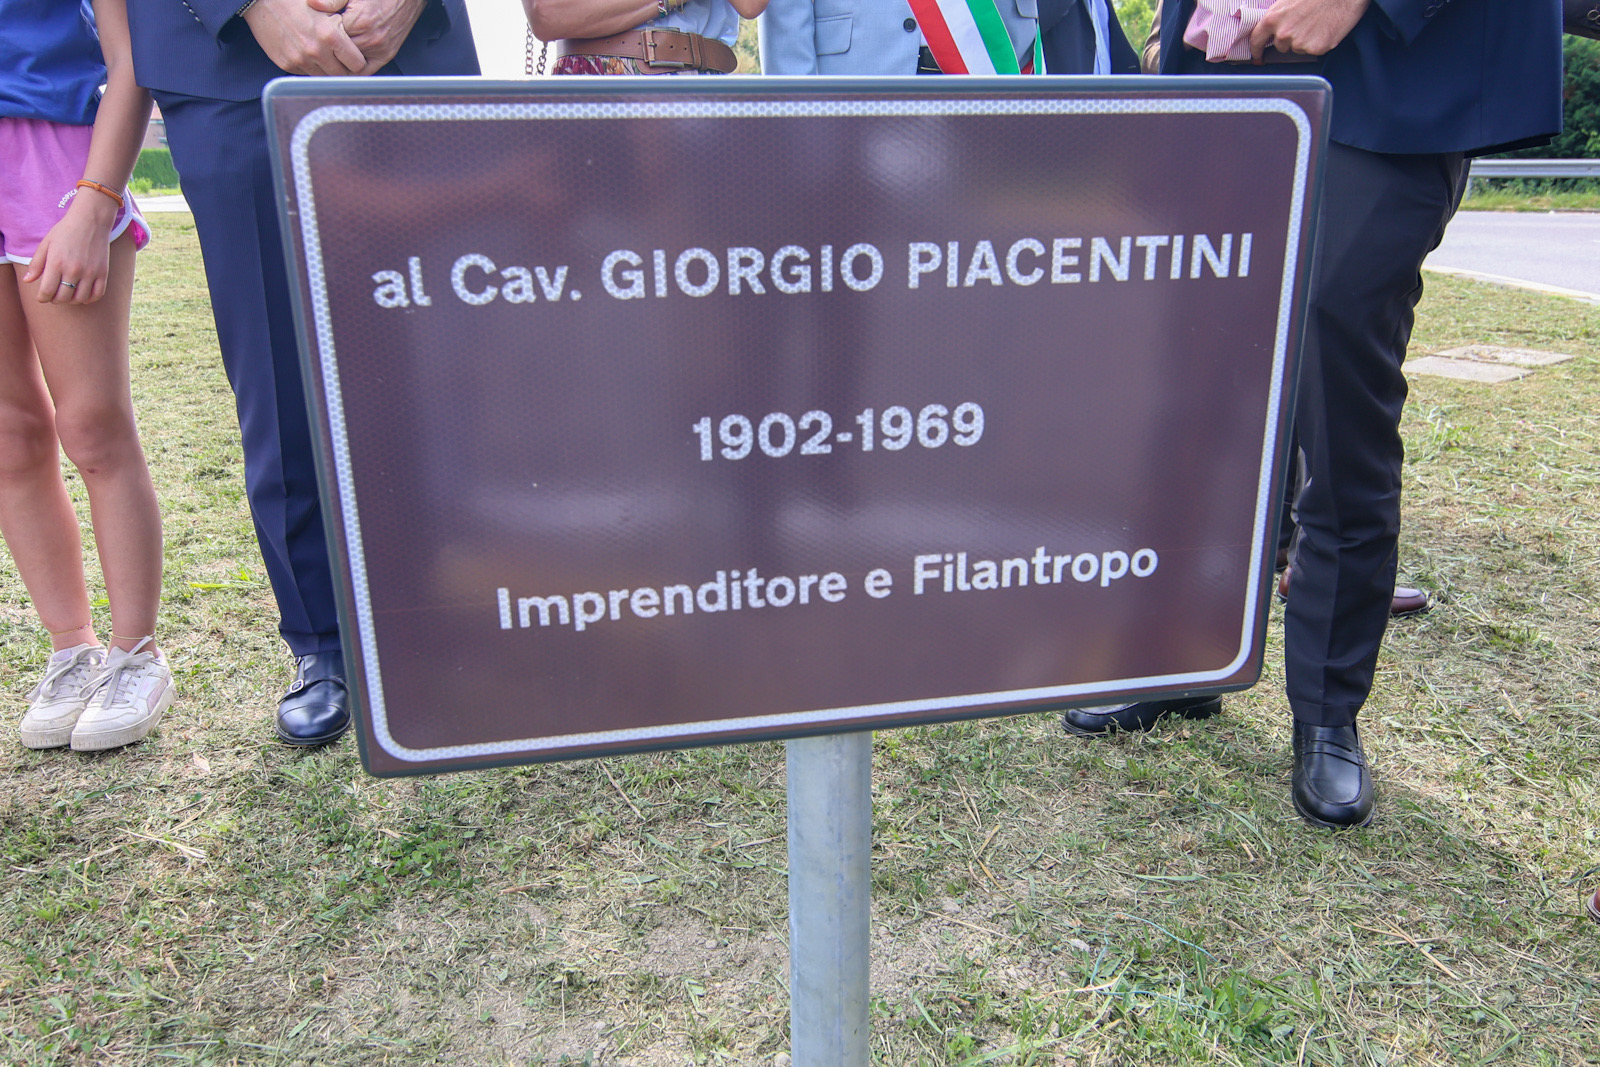 al Cav. GIORGIO PIACENTINI
1902-1969
Imprenditore e Filantropo